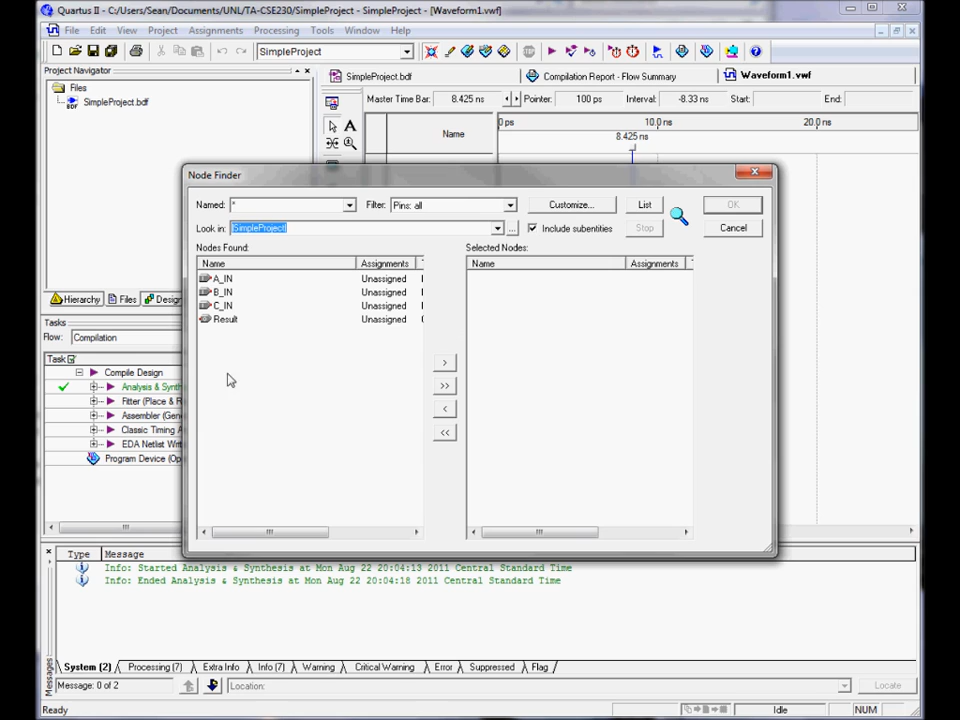 Quartus II - C:/Users/Sean/Documents/UNL/TA-CSE230/SimpleProject - SimpleProject - [Waveform1.vwf]
File Edit View Project Assignments Processing Tools Window Help
SimpleProject
Project Navigator
Files
SimpleProject.bdf
Hierarchy Files Design
SimpleProject.bdf Compilation Report - Flow Summary Waveform1.vwf
Master Time Bar: 8.425 ns Pointer: 100 ps Interval: -8.33 ns Start: End:
Name
0 ps 10.0 ns 20.0 ns
8.425 ns
Node Finder
Named: * Filter: Pins: all Customize... List OK
Look in: |SimpleProject| ... Include subentities Stop Cancel
Nodes Found: Selected Nodes:
Name Assignments Name Assignments
A_IN Unassigned
B_IN Unassigned
C_IN Unassigned
Result Unassigned
>
>>
<
<<
Tasks
Flow: Compilation
Task
Compile Design
Analysis & Synth
Fitter (Place & R
Assembler (Gen
Classic Timing A
EDA Netlist Writ
Program Device (Op
Type Message
Info: Started Analysis & Synthesis at Mon Aug 22 20:04:13 2011 Central Standard Time
Info: Ended Analysis & Synthesis at Mon Aug 22 20:04:18 2011 Central Standard Time
Messages
System (2) Processing (7) Extra Info Info (7) Warning Critical Warning Error Suppressed Flag
Message: 0 of 2 Location: Locate
Ready Idle NUM